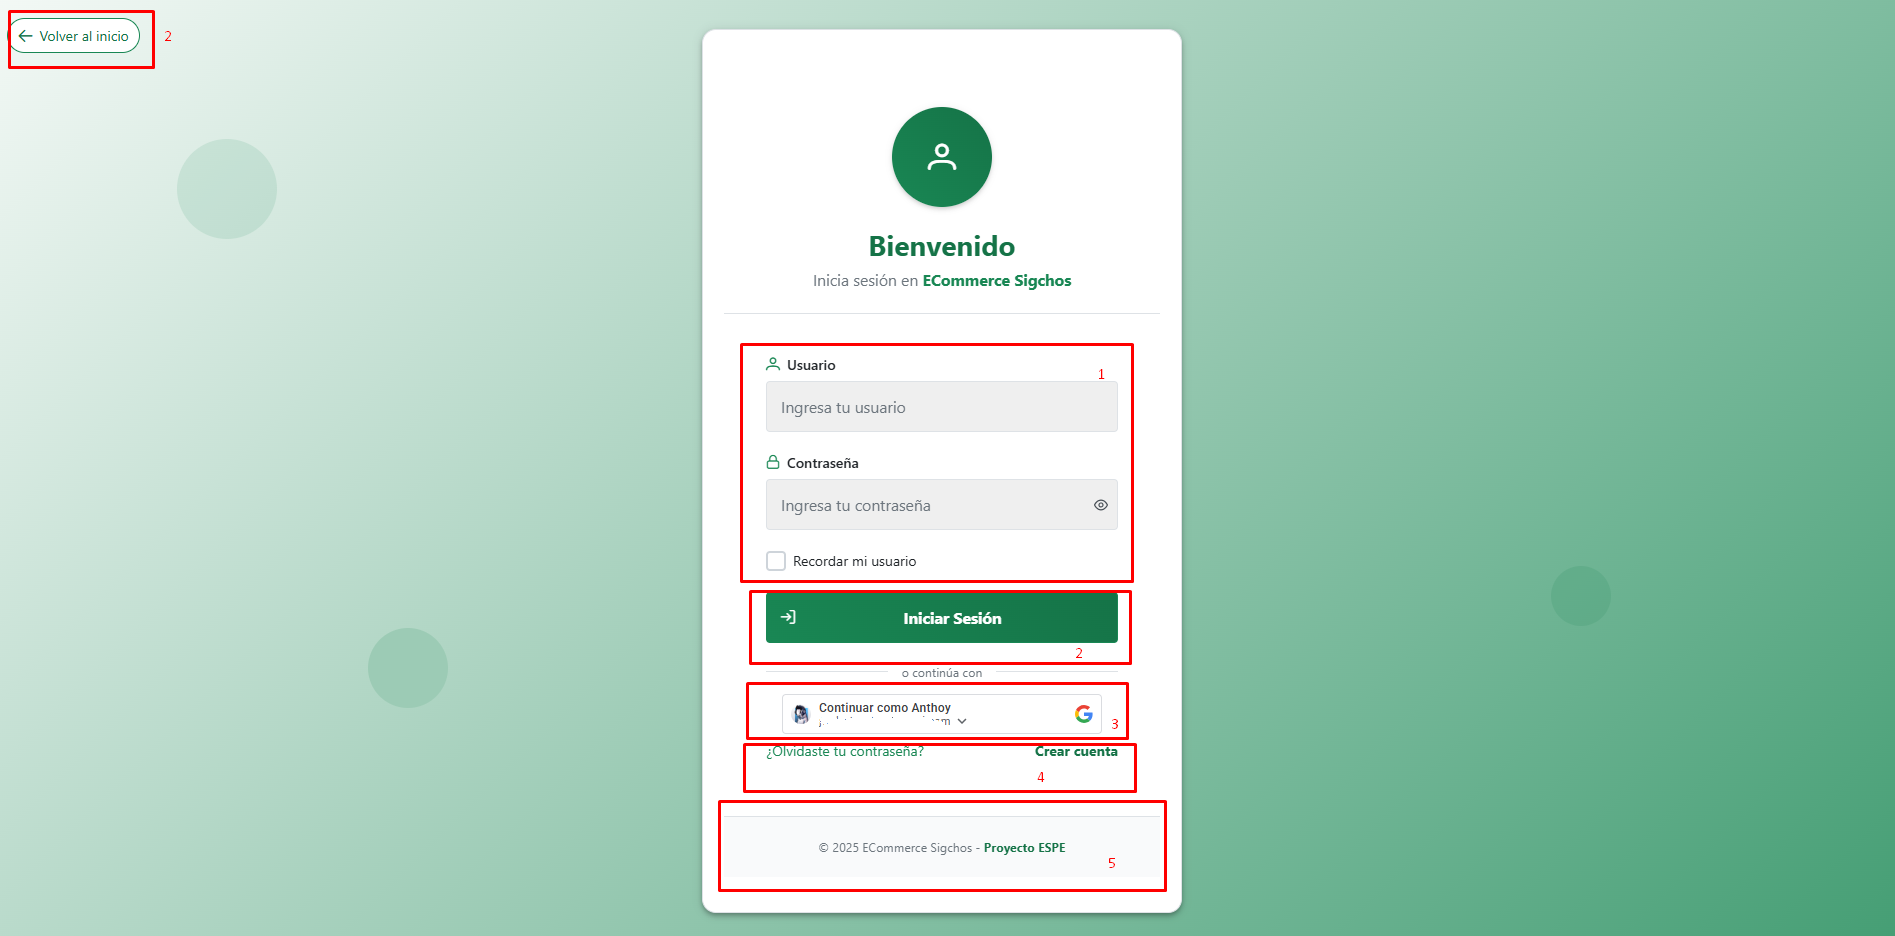 Volver al inicio 2
Bienvenido
Inicia sesión en ECommerce Sigchos
Usuario
1
Ingresa tu usuario
Contraseña
Ingresa tu contraseña
Recordar mi usuario
Iniciar Sesión
2
o continúa con
Continuar como Anthoy
3
¿Olvidaste tu contraseña? Crear cuenta
4
© 2025 ECommerce Sigchos - Proyecto ESPE
5